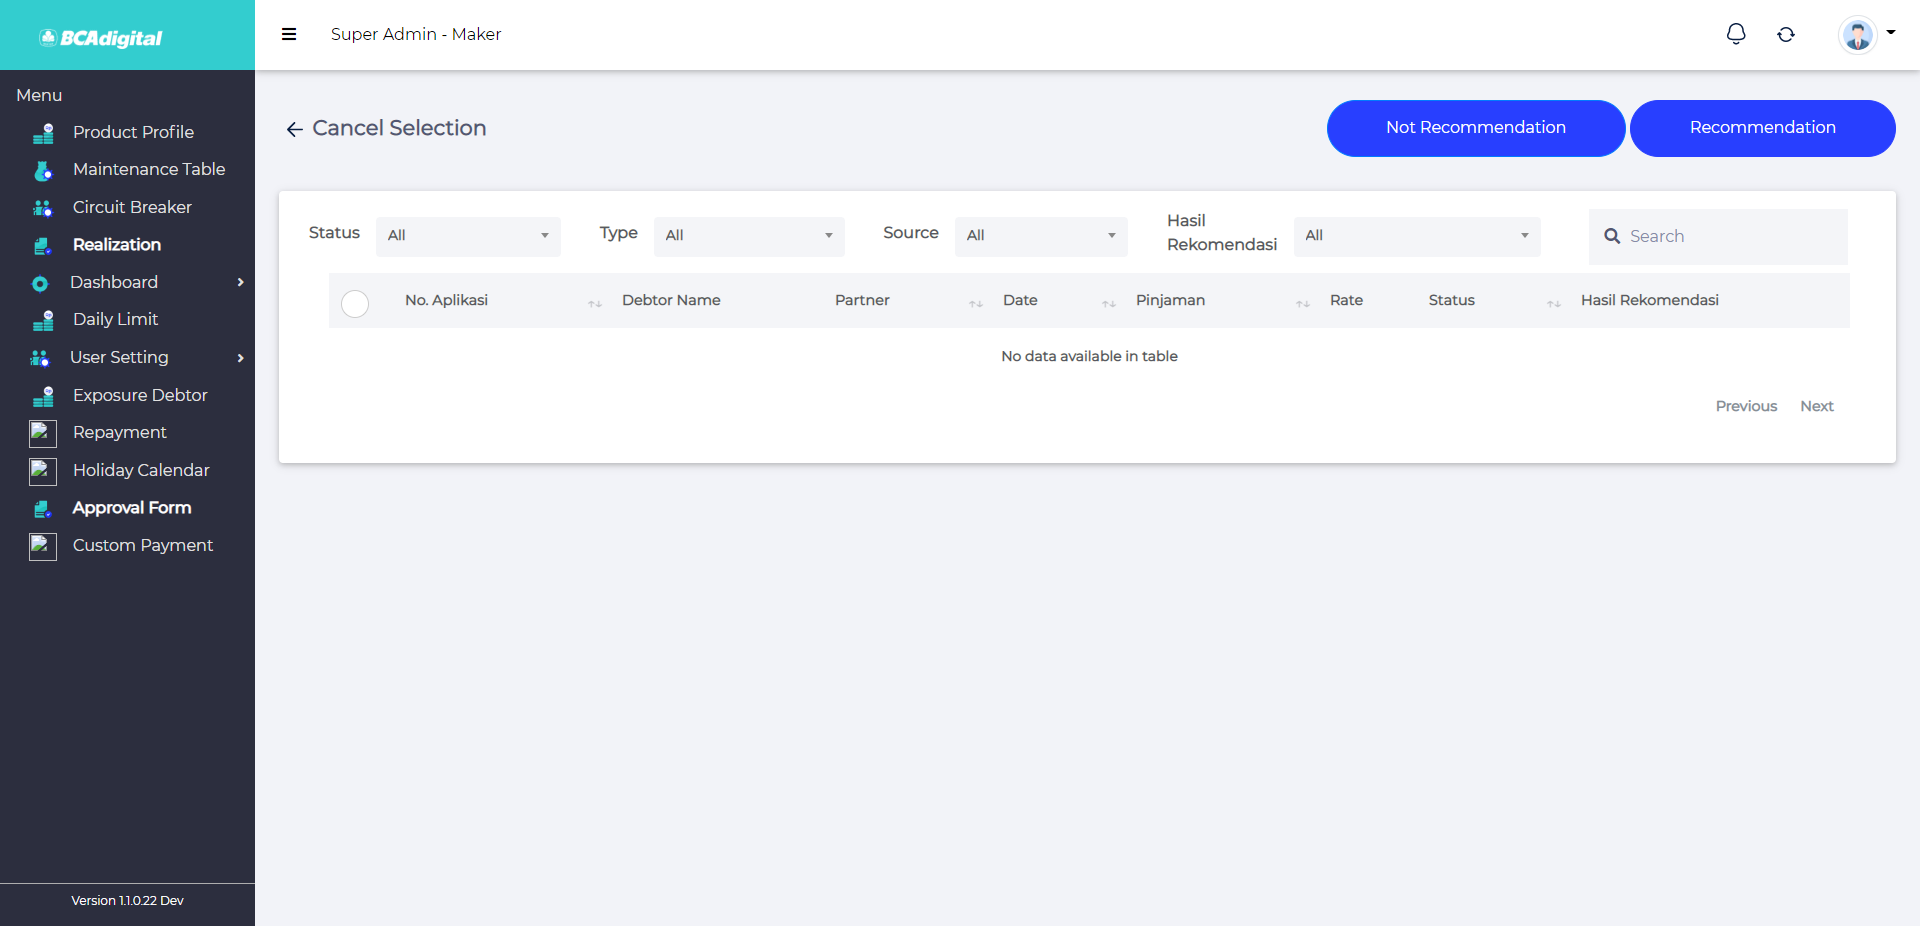 BCAdigital
Super Admin - Maker
Menu
Product Profile
Maintenance Table
Circuit Breaker
Realization
Dashboard
Daily Limit
User Setting
Exposure Debtor
Repayment
Holiday Calendar
Approval Form
Custom Payment
Version 1.1.0.22 Dev
Cancel Selection
Not Recommendation
Recommendation
Status All
Type All
Source All
Hasil
Rekomendasi
All
Search
No. Aplikasi Debtor Name Partner Date Pinjaman Rate Status Hasil Rekomendasi
No data available in table
Previous Next